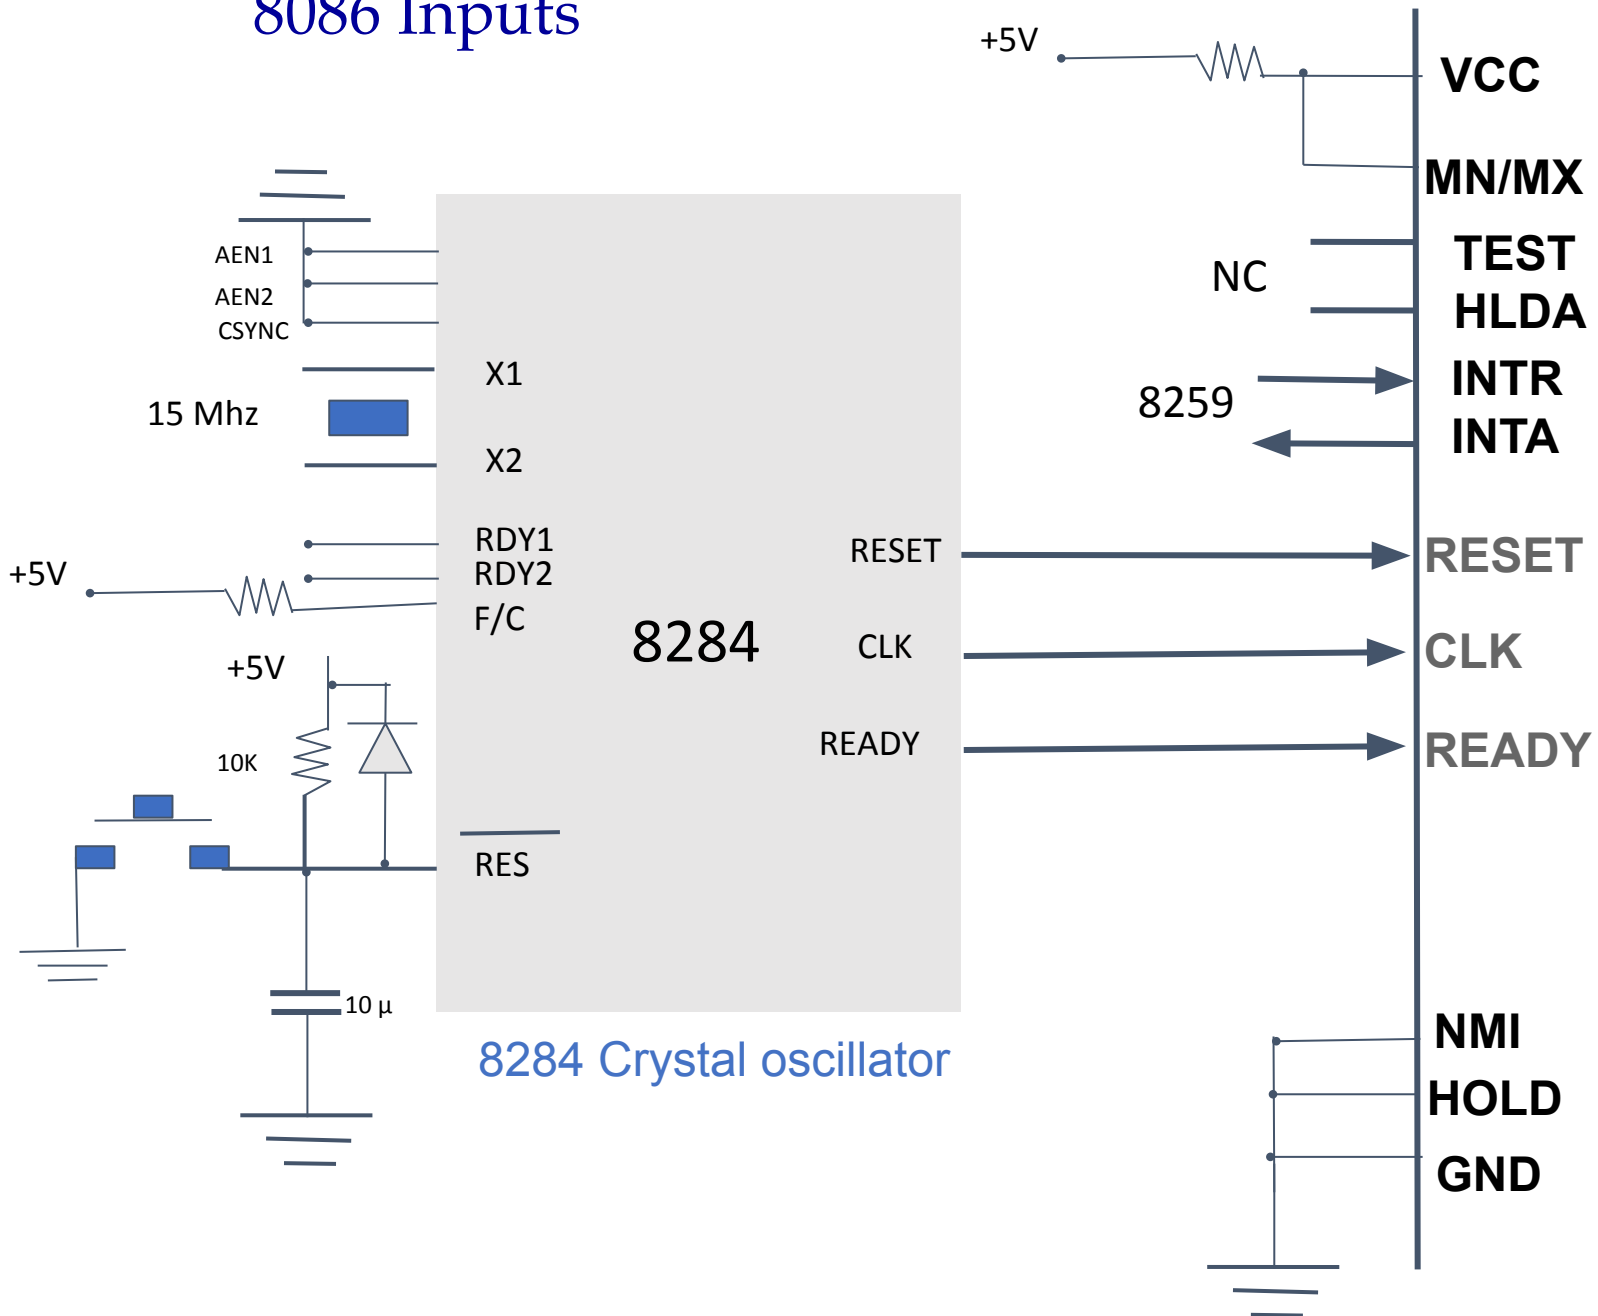 8086 Inputs
+5V
VCC
MN/MX
AEN1
AEN2
CSYNC
TEST
NC
HLDA
X1
15 Mhz
X2
8259
INTR
INTA
RDY1
RDY2
+5V
F/C
8284
RESET
RESET
CLK
CLK
READY
READY
+5V
10K
RES
10 µ
8284 Crystal oscillator
NMI
HOLD
GND